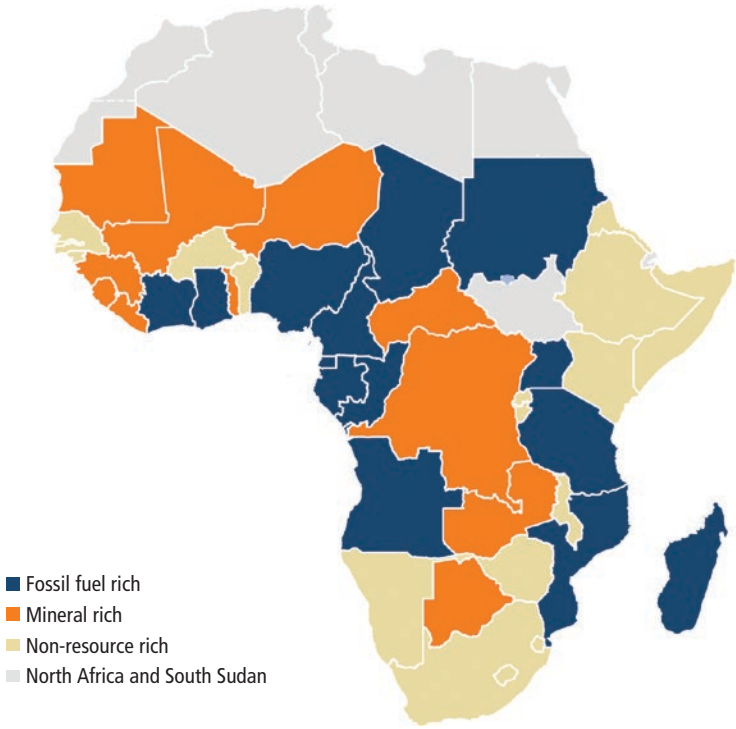 Fossil fuel rich
Mineral rich
Non-resource rich
North Africa and South Sudan